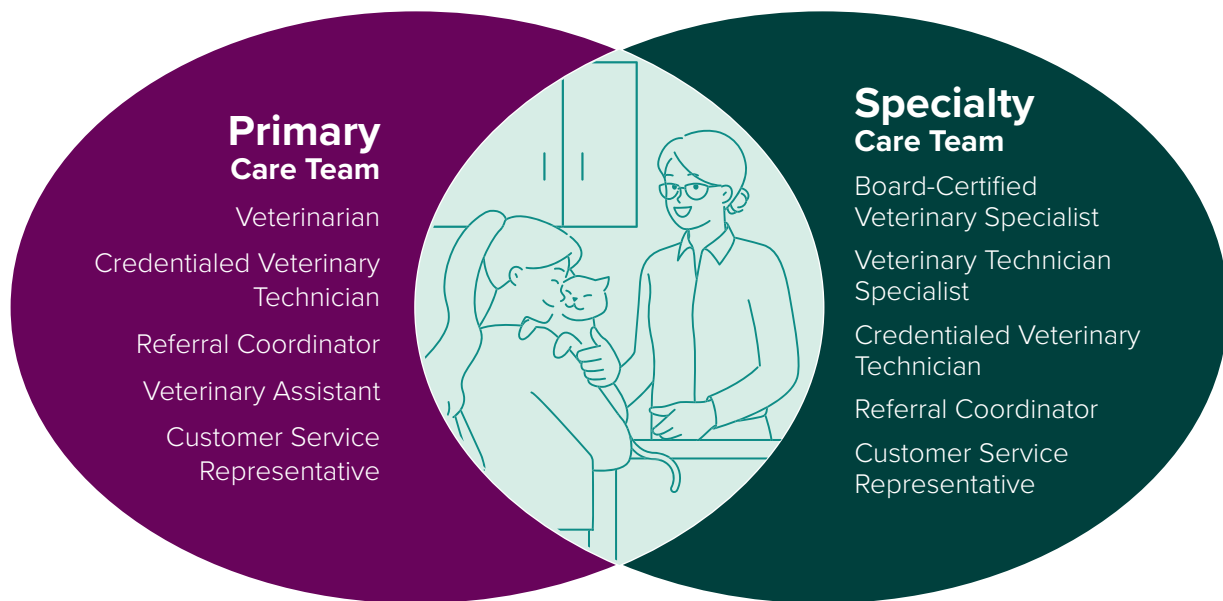 Primary
Care Team
Veterinarian
Credentialed Veterinary
Technician
Referral Coordinator
Veterinary Assistant
Customer Service
Representative
Specialty
Care Team
Board-Certified
Veterinary Specialist
Veterinary Technician
Specialist
Credentialed Veterinary
Technician
Referral Coordinator
Customer Service
Representative